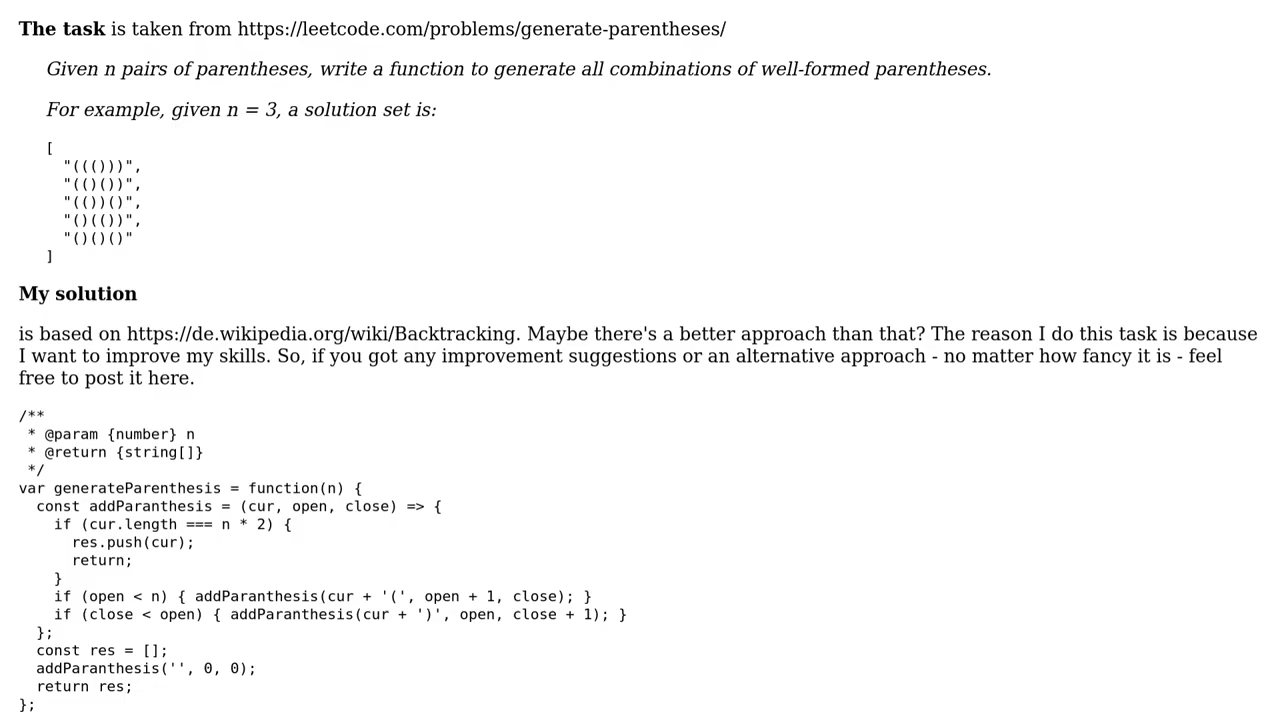 The task is taken from https://leetcode.com/problems/generate-parentheses/
Given n pairs of parentheses, write a function to generate all combinations of well-formed parentheses.
For example, given n = 3, a solution set is:
[
  "((()))",
  "(()())",
  "(())()",
  "()(())",
  "()()()"
]
My solution
is based on https://de.wikipedia.org/wiki/Backtracking. Maybe there's a better approach than that? The reason I do this task is because
I want to improve my skills. So, if you got any improvement suggestions or an alternative approach - no matter how fancy it is - feel
free to post it here.
/**
 * @param {number} n
 * @return {string[]}
 */
var generateParenthesis = function(n) {
  const addParanthesis = (cur, open, close) => {
    if (cur.length === n * 2) {
      res.push(cur);
      return;
    }
    if (open < n) { addParanthesis(cur + '(', open + 1, close); }
    if (close < open) { addParanthesis(cur + ')', open, close + 1); }
  };
  const res = [];
  addParanthesis('', 0, 0);
  return res;
};